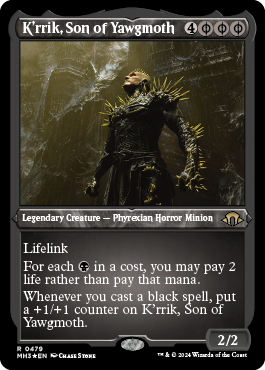 K'rrik, Son of Yawgmoth 4
Legendary Creature — Phyrexian Horror Minion
Lifelink
For each in a cost, you may pay 2
life rather than pay that mana.
Whenever you cast a black spell, put
a +1/+1 counter on K'rrik, Son of
Yawgmoth.
2/2
R 0479
MH3 EN CHASE STONE
™ & © 2024 Wizards of the Coast